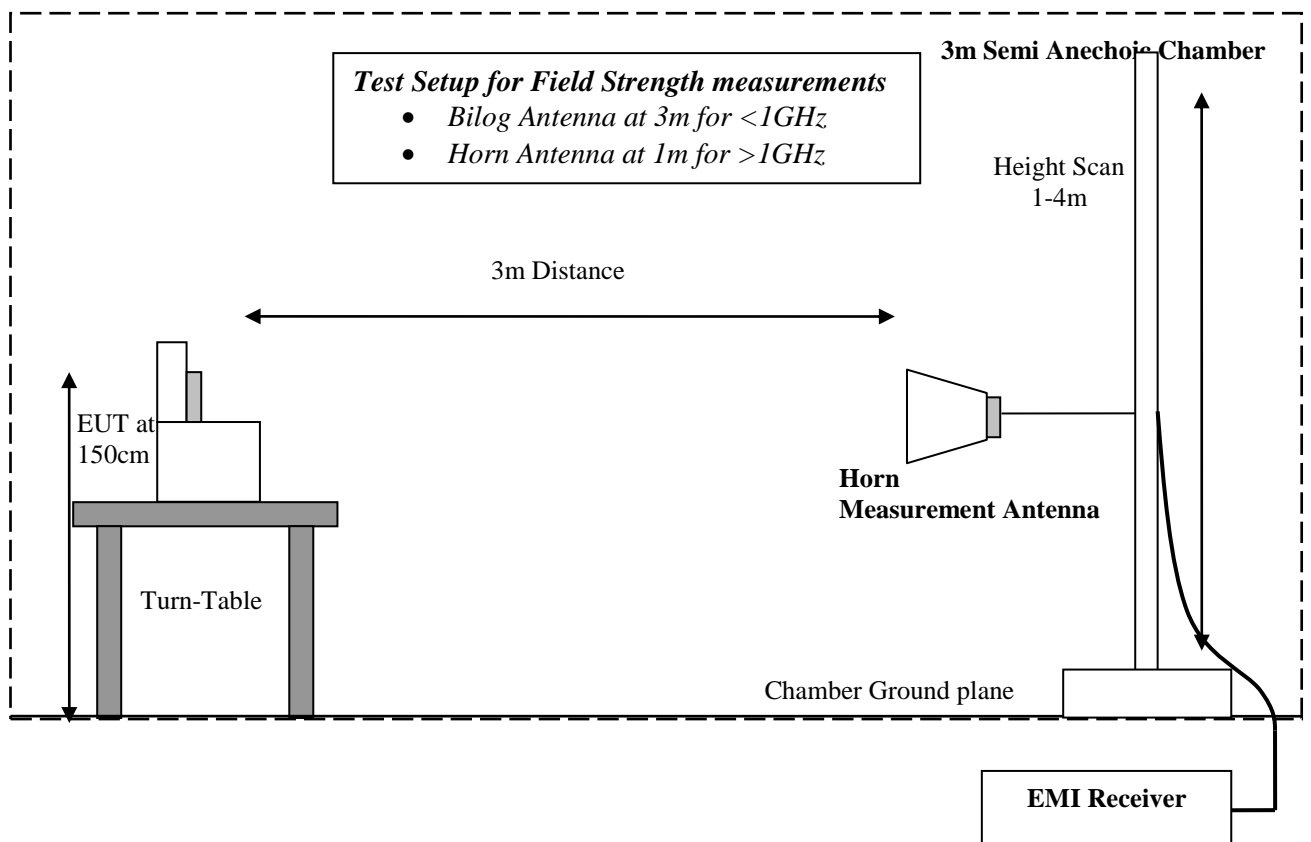 3m Semi Anechoic Chamber
Test Setup for Field Strength measurements
• Bilog Antenna at 3m for <1GHz
• Horn Antenna at 1m for >1GHz
Height Scan
1-4m
3m Distance
EUT at
150cm
Horn
Measurement Antenna
Turn-Table
Chamber Ground plane
EMI Receiver